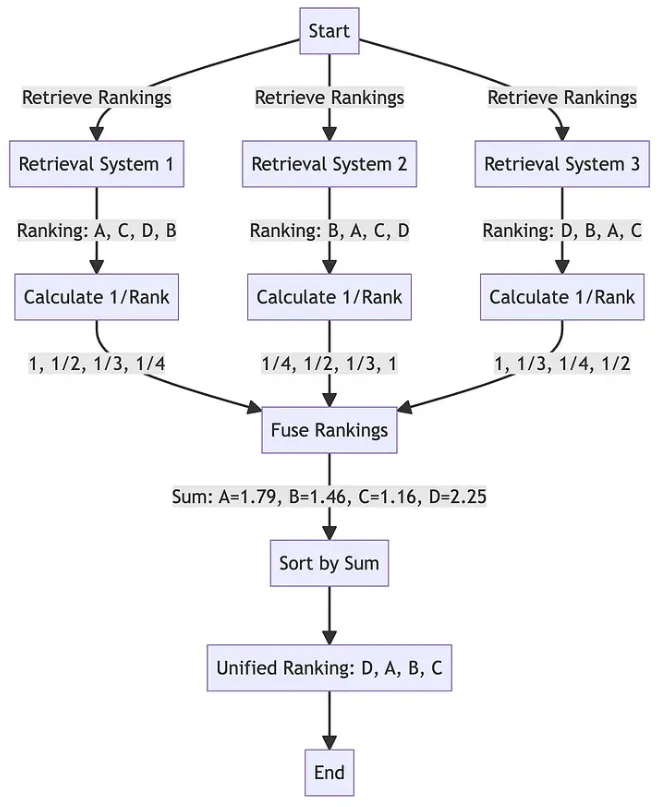 Start
Retrieve Rankings
Retrieve Rankings
Retrieve Rankings
Retrieval System 1
Retrieval System 2
Retrieval System 3
Ranking: A, C, D, B
Ranking: B, A, C, D
Ranking: D, B, A, C
Calculate 1/Rank
Calculate 1/Rank
Calculate 1/Rank
1, 1/2, 1/3, 1/4
1/4, 1/2, 1/3, 1
1, 1/3, 1/4, 1/2
Fuse Rankings
Sum: A=1.79, B=1.46, C=1.16, D=2.25
Sort by Sum
Unified Ranking: D, A, B, C
End